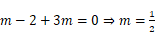 m − 2 + 3m = 0 ⇒ m = 1/2